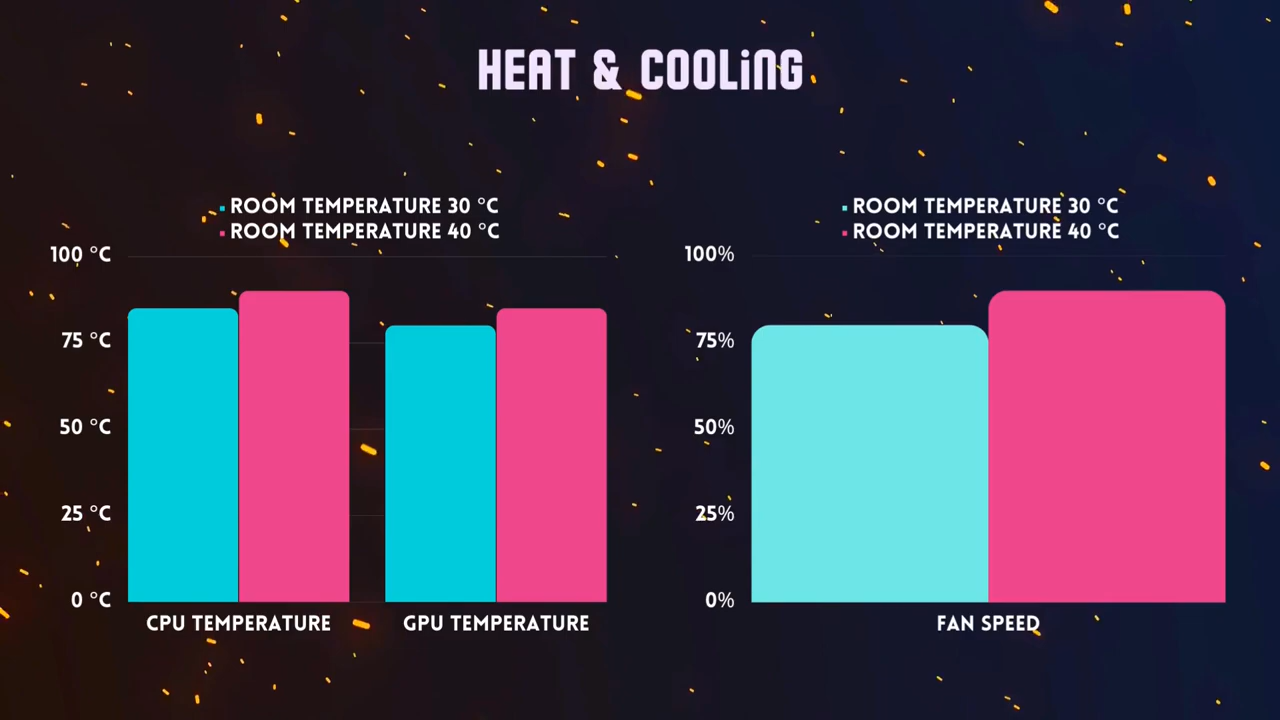 HEAT & COOLiNG
ROOM TEMPERATURE 30 °C
ROOM TEMPERATURE 40 °C
100 °C
75 °C
50 °C
25 °C
0 °C
CPU TEMPERATURE
GPU TEMPERATURE
ROOM TEMPERATURE 30 °C
ROOM TEMPERATURE 40 °C
100%
75%
50%
25%
0%
FAN SPEED